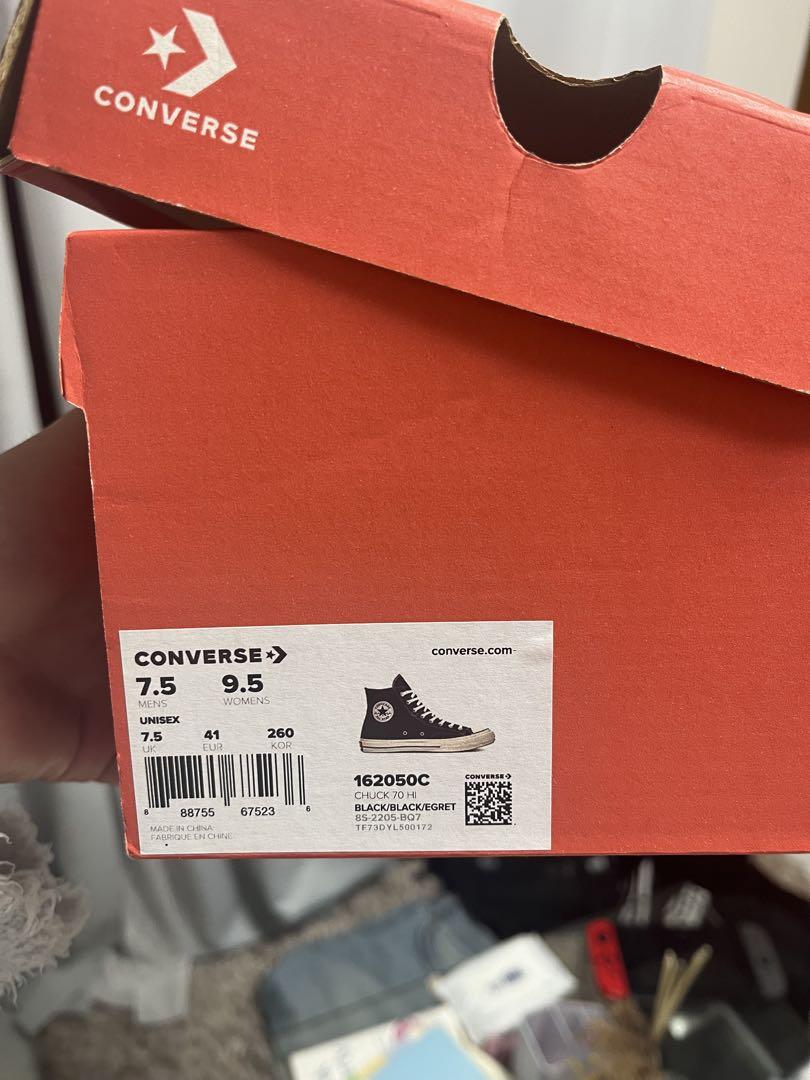 CONVERSE
CONVERSE
converse.com
7.5 9.5
MENS WOMENS
UNISEX
7.5 41 260
UK EUR KOR
8 88755 67523 6
MADE IN CHINA
FABRIQUE EN CHINE
162050C
CHUCK 70 HI
BLACK/BLACK/EGRET
8S-2205-BQ7
TF73DYL500172
CONVERSE